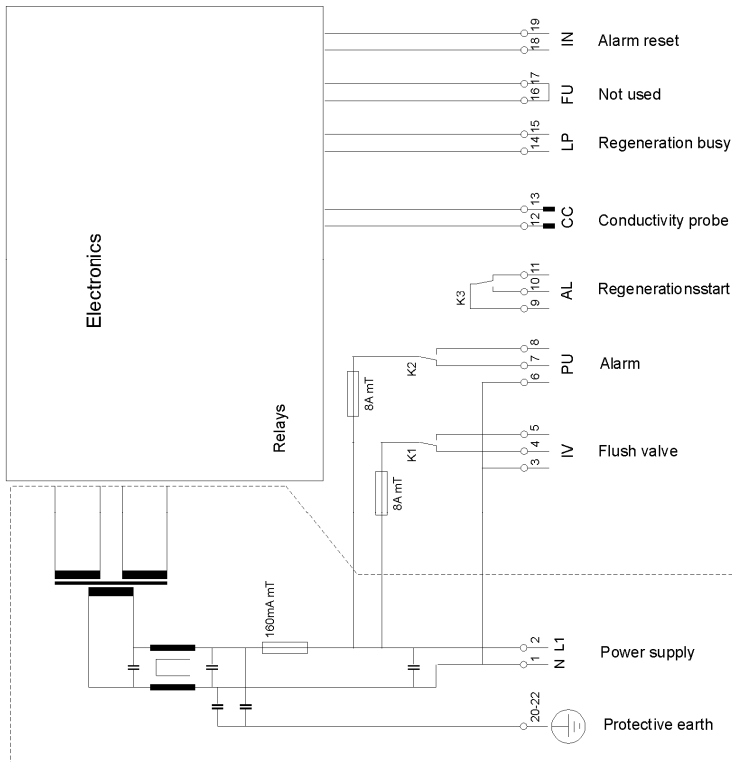 19
18
IN
Alarm reset
17
16
FU
Not used
15
14
LP
Regeneration busy
13
12
CC
Conductivity probe
Electronics
11
10
9
AL
Regenerationsstart
K3
8
7
6
PU
Alarm
K2
8A mT
Relays
5
4
3
IV
Flush valve
K1
8A mT
160mA mT
2
L1
1
N
Power supply
20-22
Protective earth